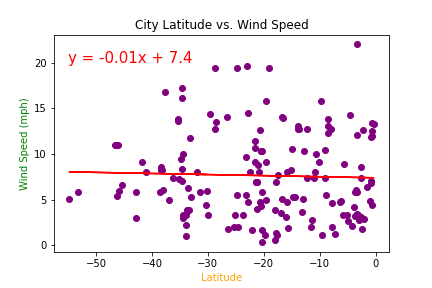 City Latitude vs. Wind Speed
y = -0.01x + 7.4
Wind Speed (mph)
20
15
10
5
0
−50 −40 −30 −20 −10 0
Latitude